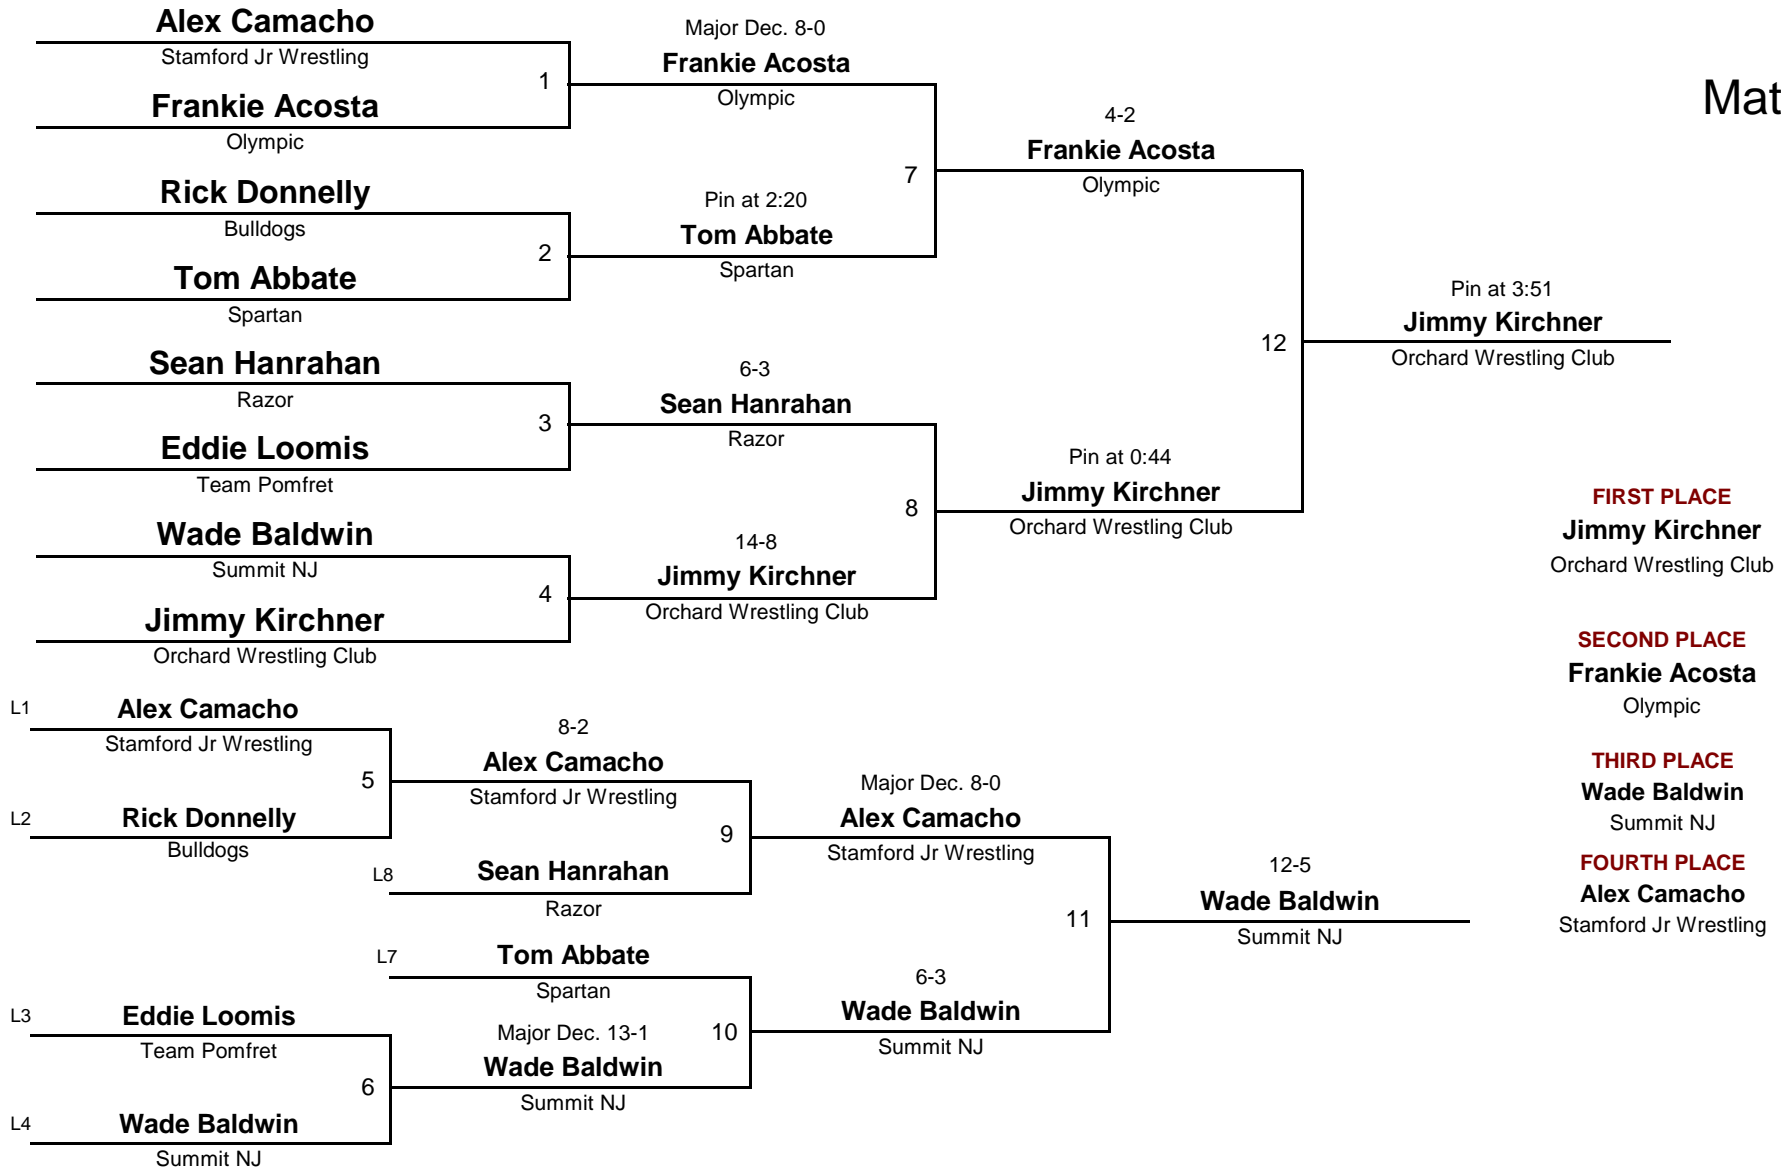 Alex Camacho
Stamford Jr Wrestling
1
Frankie Acosta
Olympic
Rick Donnelly
Bulldogs
2
Tom Abbate
Spartan
Sean Hanrahan
Razor
3
Eddie Loomis
Team Pomfret
Wade Baldwin
Summit NJ
4
Jimmy Kirchner
Orchard Wrestling Club
Major Dec. 8-0
Frankie Acosta
Olympic
7
Pin at 2:20
Tom Abbate
Spartan
6-3
Sean Hanrahan
Razor
8
14-8
Jimmy Kirchner
Orchard Wrestling Club
4-2
Frankie Acosta
Olympic
12
Pin at 0:44
Jimmy Kirchner
Orchard Wrestling Club
Pin at 3:51
Jimmy Kirchner
Orchard Wrestling Club
Mat
FIRST PLACE
Jimmy Kirchner
Orchard Wrestling Club
SECOND PLACE
Frankie Acosta
Olympic
THIRD PLACE
Wade Baldwin
Summit NJ
FOURTH PLACE
Alex Camacho
Stamford Jr Wrestling
L1 Alex Camacho
Stamford Jr Wrestling
5
L2 Rick Donnelly
Bulldogs
L3 Eddie Loomis
Team Pomfret
6
L4 Wade Baldwin
Summit NJ
8-2
Alex Camacho
Stamford Jr Wrestling
9
L8 Sean Hanrahan
Razor
L7 Tom Abbate
Spartan
10
Major Dec. 13-1
Wade Baldwin
Summit NJ
Major Dec. 8-0
Alex Camacho
Stamford Jr Wrestling
11
6-3
Wade Baldwin
Summit NJ
12-5
Wade Baldwin
Summit NJ